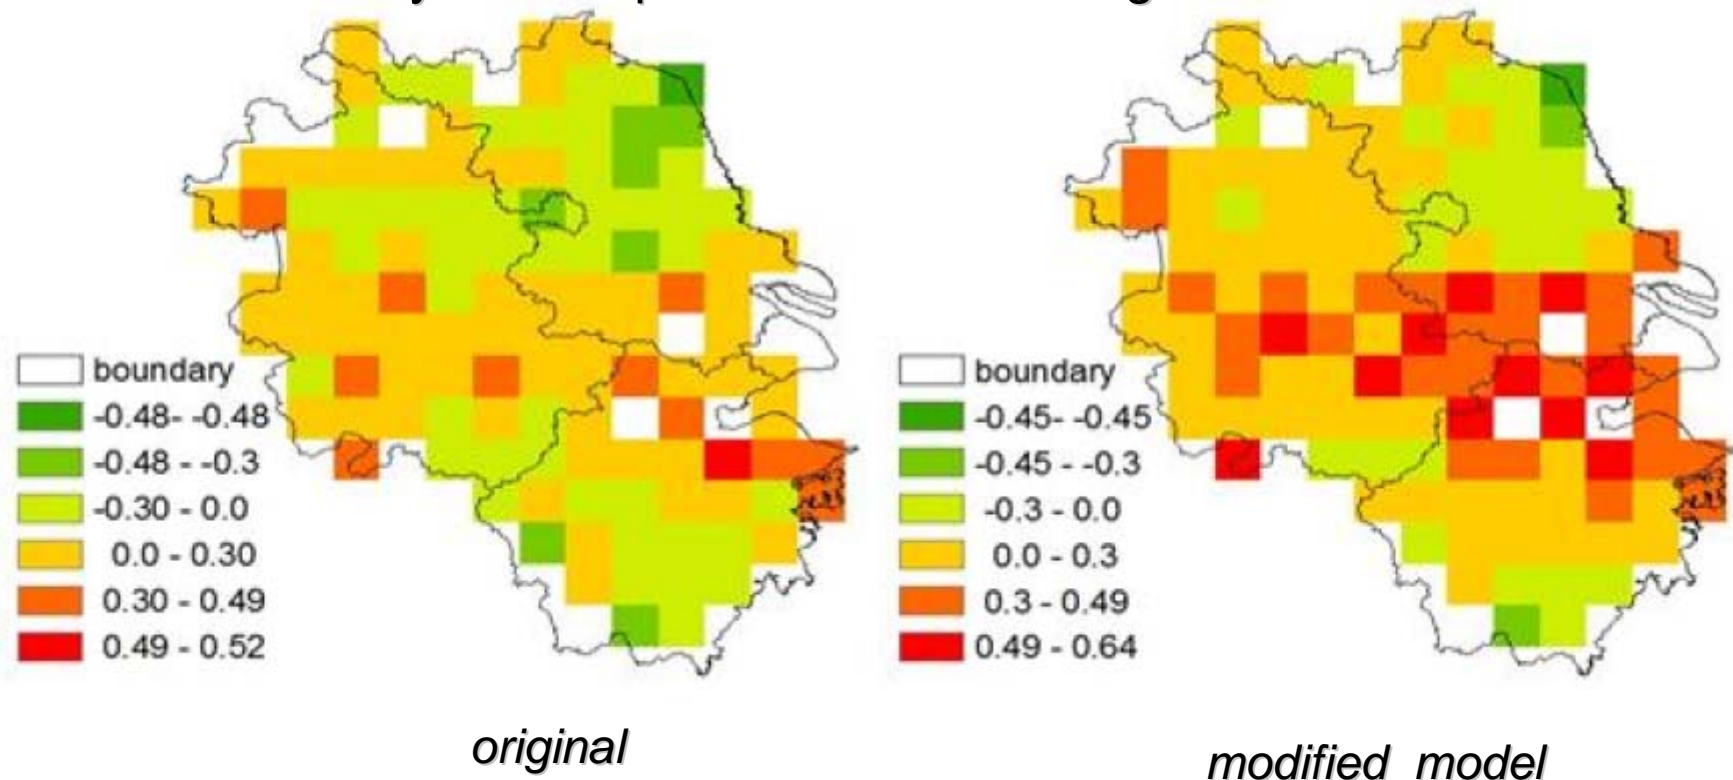 boundary
-0.48- -0.48
-0.48 - -0.3
-0.30 - 0.0
0.0 - 0.30
0.30 - 0.49
0.49 - 0.52
original
boundary
-0.45- -0.45
-0.45 - -0.3
-0.3 - 0.0
0.0 - 0.3
0.3 - 0.49
0.49 - 0.64
modified model